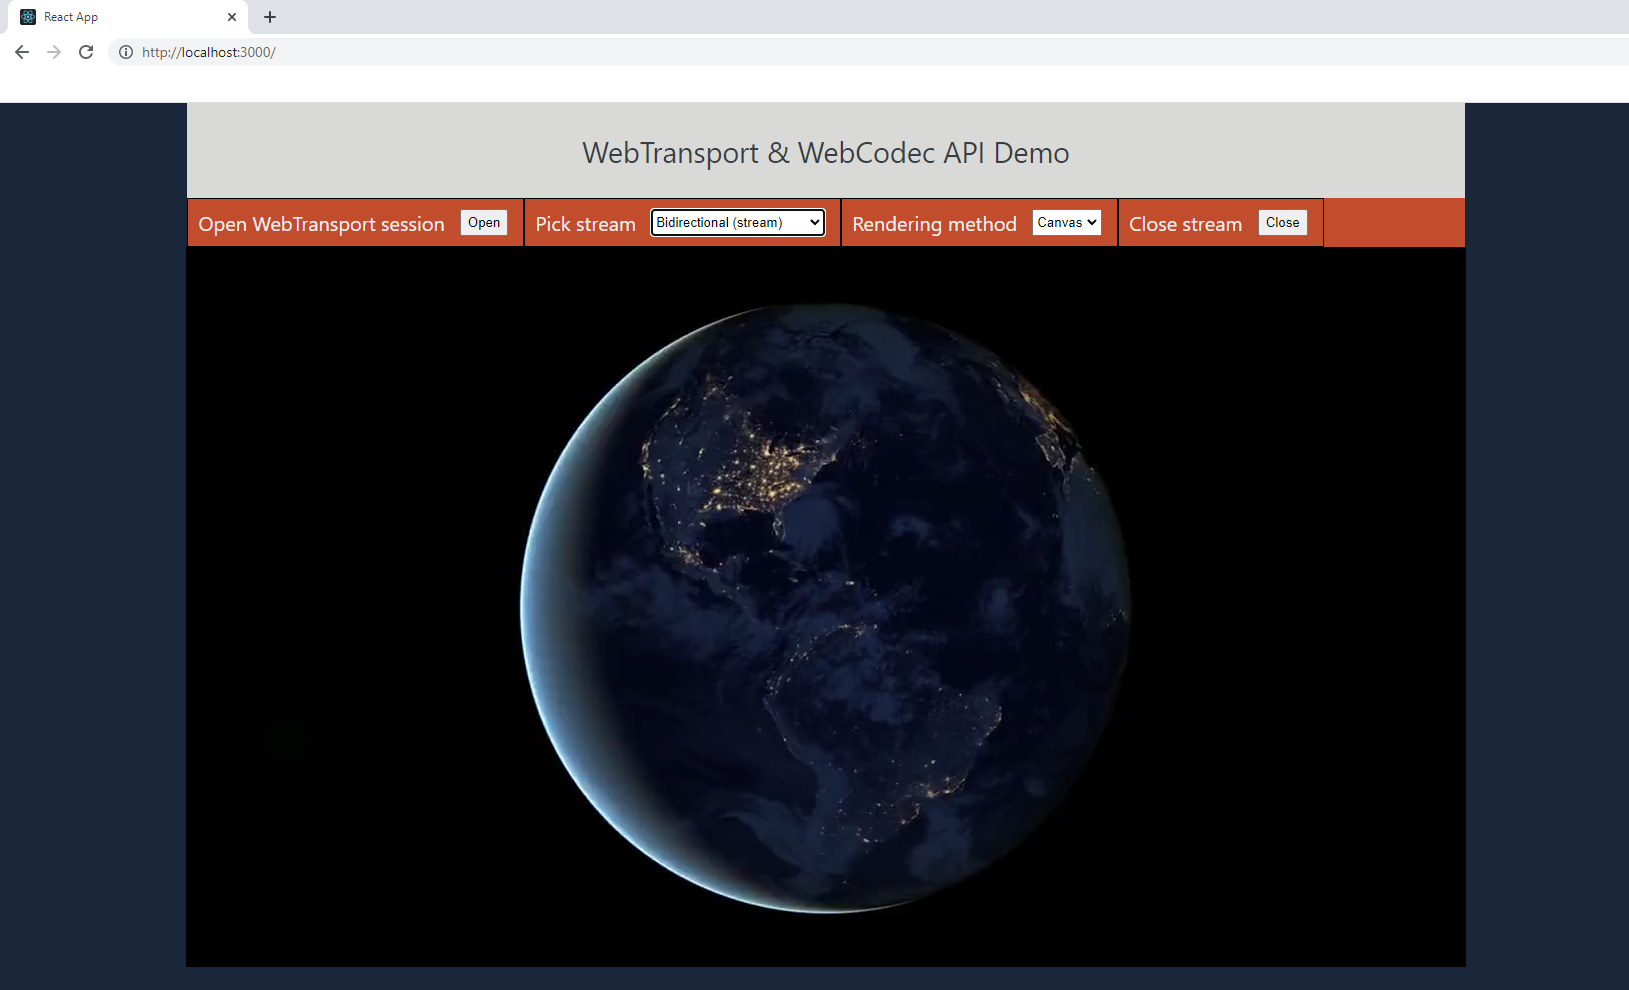 React App
http://localhost:3000/
WebTransport & WebCodec API Demo
Open WebTransport session Open Pick stream Bidirectional (stream) Rendering method Canvas Close stream Close